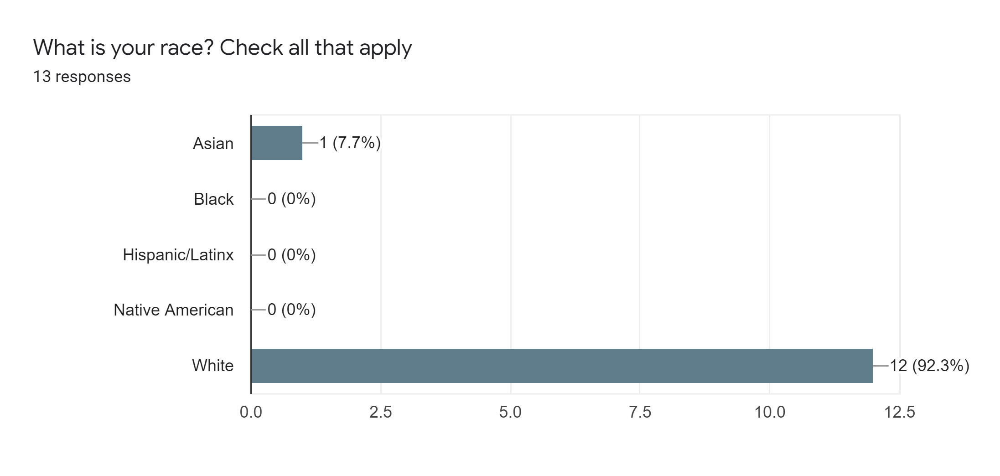 What is your race? Check all that apply
13 responses
Asian
1 (7.7%)
Black
0 (0%)
Hispanic/Latinx
0 (0%)
Native American
0 (0%)
White
12 (92.3%)
0.0 2.5 5.0 7.5 10.0 12.5